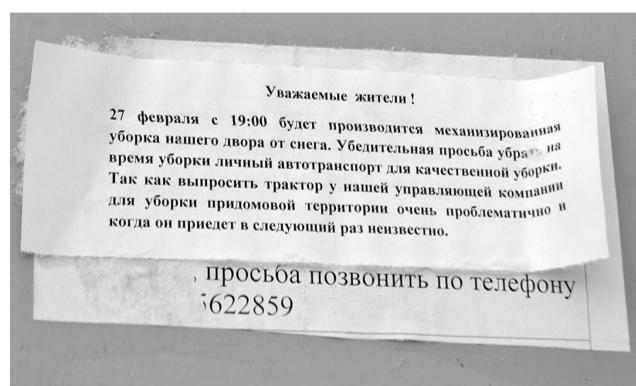 Уважаемые жители !
27 февраля с 19:00 будет производится механизированная
уборка нашего двора от снега. Убедительная просьба убрать на
время уборки личный автотранспорт для качественной уборки.
Так как выпросить трактор у нашей управляющей компании
для уборки придомовой территории очень проблематично и
когда он приедет в следующий раз неизвестно.
, просьба позвонить по телефону
5622859